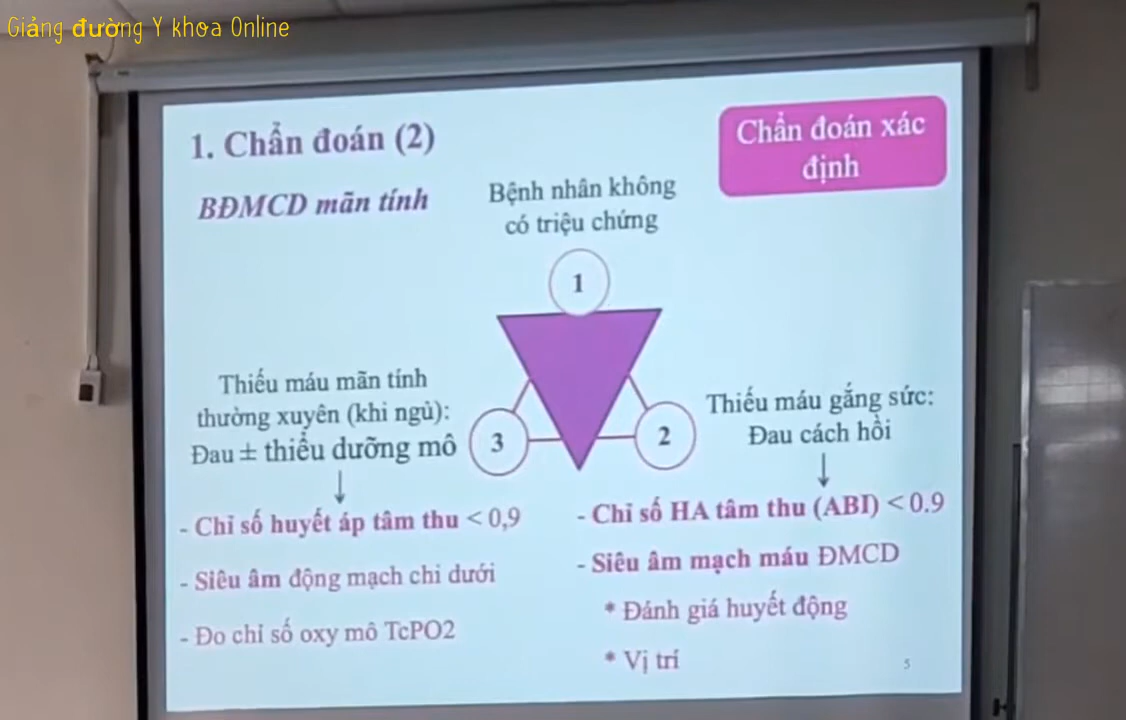 Giảng đường Y khoa Online
1. Chẩn đoán (2)
Chẩn đoán xác
định
BĐMCD mãn tính
Bệnh nhân không
có triệu chứng
1
Thiếu máu mãn tính
thường xuyên (khi ngủ):
Đau ± thiểu dưỡng mô
3
2
Thiếu máu gắng sức:
Đau cách hồi
- Chỉ số huyết áp tâm thu < 0,9
- Siêu âm động mạch chi dưới
- Đo chỉ số oxy mô TcPO2
- Chỉ số HA tâm thu (ABI) < 0.9
- Siêu âm mạch máu ĐMCD
* Đánh giá huyết động
* Vị trí
5